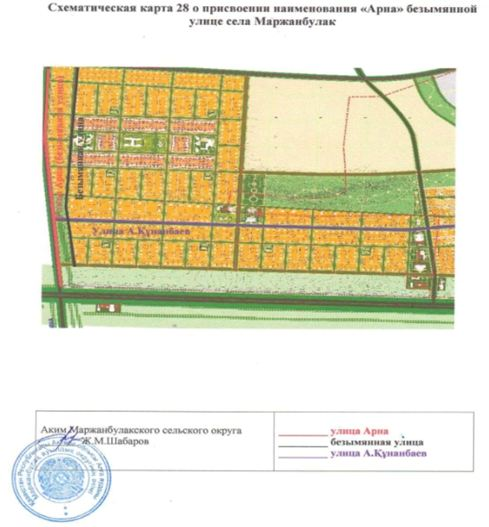 Схематическая карта 28 о присвоении наименования «Арна» безымянной
улице села Маржанбулак
Улица А.Құнанбаев
Аким Маржанбулакского сельского округа
Ж.М.Шабаров
улица Арна
безымянная улица
улица А.Құнанбаев